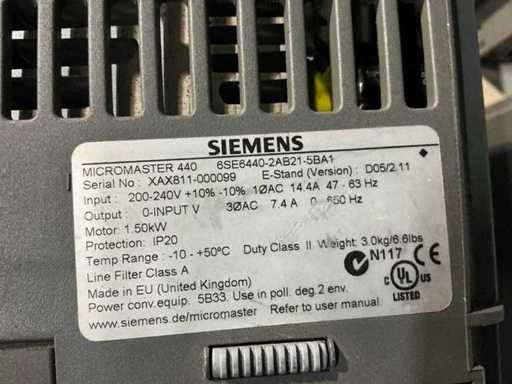 SIEMENS
MICROMASTER 440 6SE6440-2AB21-5BA1
Serial No : XAX811-000099 E-Stand (Version) : D05/2.11
Input : 200-240V +10% -10% 1ØAC 14.4A 47 - 63 Hz
Output : 0-INPUT V 3ØAC 7.4 A 0 - 650 Hz
Motor: 1.50kW
Protection: IP20
Temp Range : -10 - +50°C Duty Class II Weight: 3.0kg/6.6lbs
Line Filter Class A
N117
Made in EU (United Kingdom)
C UL US
LISTED
Power conv.equip. 5B33. Use in poll. deg.2 env.
www.siemens.de/micromaster Refer to user manual.